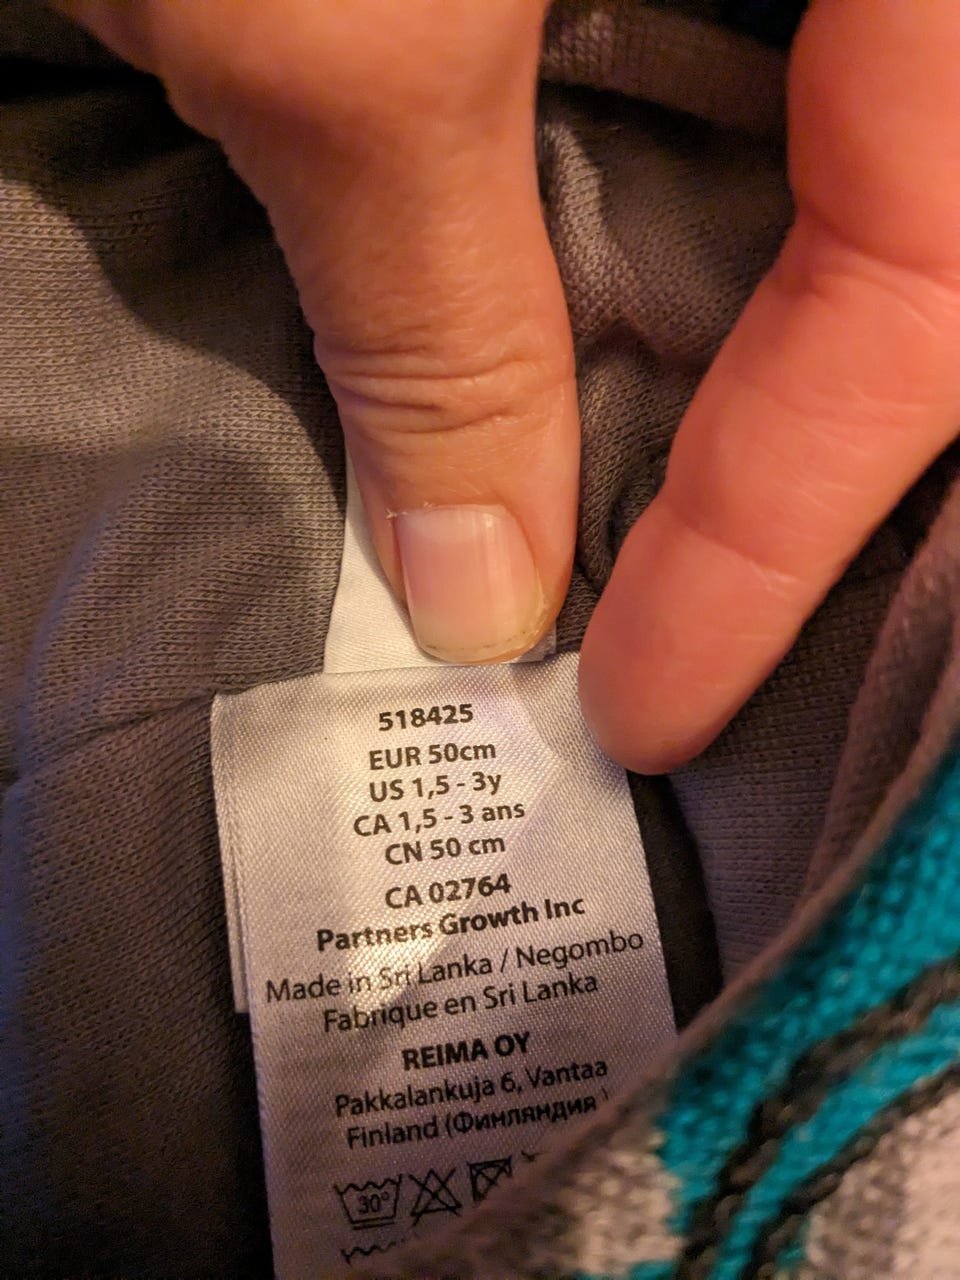 518425
EUR 50cm
US 1,5 - 3y
CA 1,5 - 3 ans
CN 50 cm
CA 02764
Partners Growth Inc
Made in Sri Lanka / Negombo
Fabrique en Sri Lanka
REIMA OY
Pakkalankuja 6, Vantaa
Finland (Финляндия)
30°